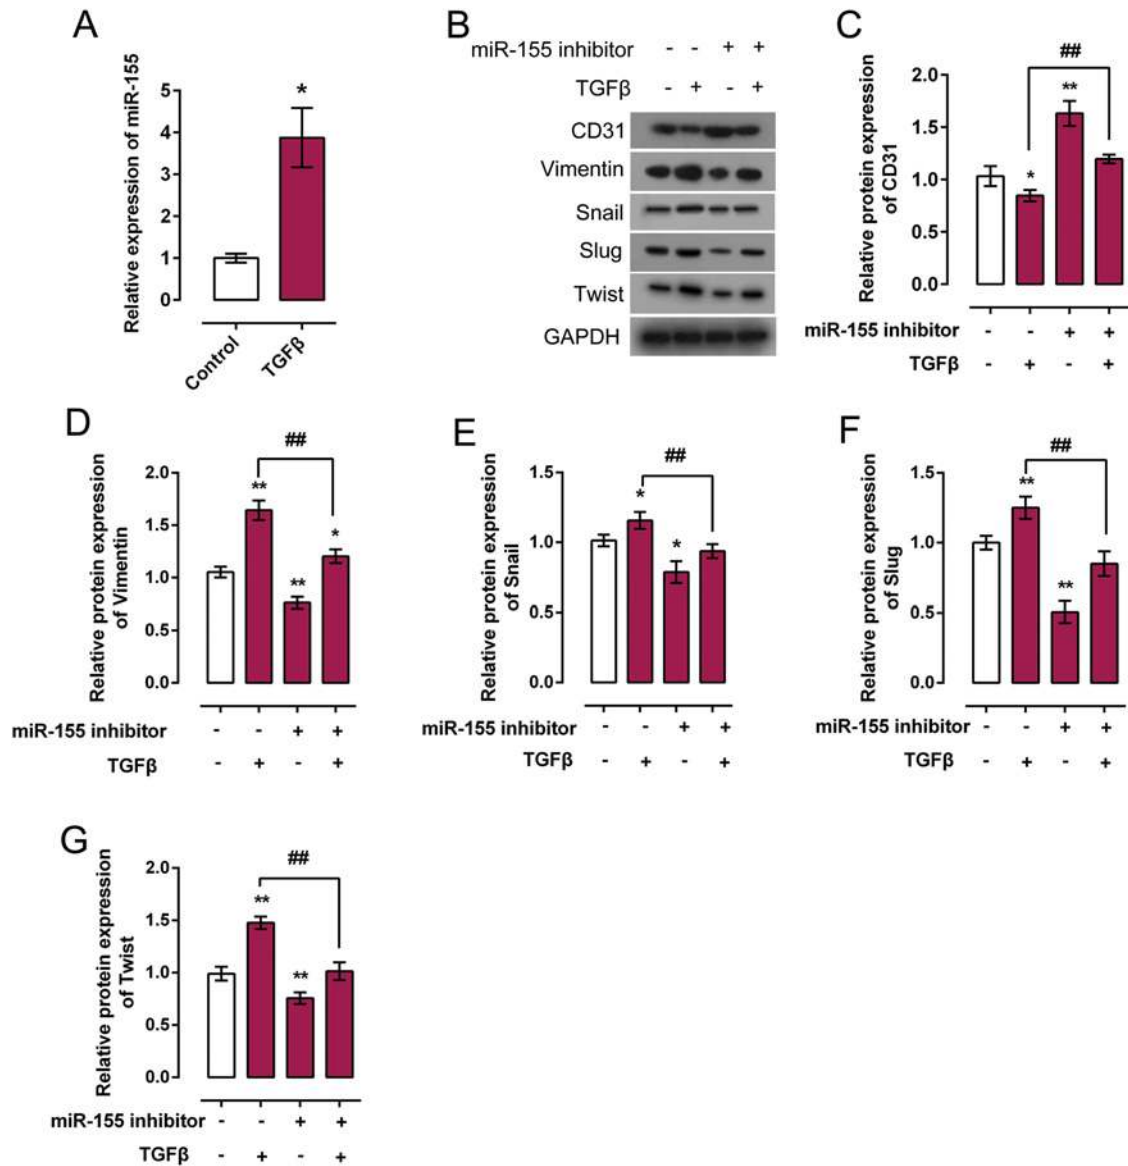 A
Relative expression of miR-155
5
4
3
2
1
0
*
Control
TGFβ
B
miR-155 inhibitor - - + +
TGFβ - + - +
CD31
Vimentin
Snail
Slug
Twist
GAPDH
C
Relative protein expression
of CD31
2.0
1.5
1.0
0.5
0.0
##
*
**
miR-155 inhibitor - - + +
TGFβ - + - +
D
Relative protein expression
of Vimentin
2.0
1.5
1.0
0.5
0.0
##
**
**
*
miR-155 inhibitor - - + +
TGFβ - + - +
E
Relative protein expression
of Snail
1.5
1.0
0.5
0.0
##
*
*
miR-155 inhibitor - - + +
TGFβ - + - +
F
Relative protein expression
of Slug
1.5
1.0
0.5
0.0
##
**
**
miR-155 inhibitor - - + +
TGFβ - + - +
G
Relative protein expression
of Twist
2.0
1.5
1.0
0.5
0.0
##
**
**
miR-155 inhibitor - - + +
TGFβ - + - +